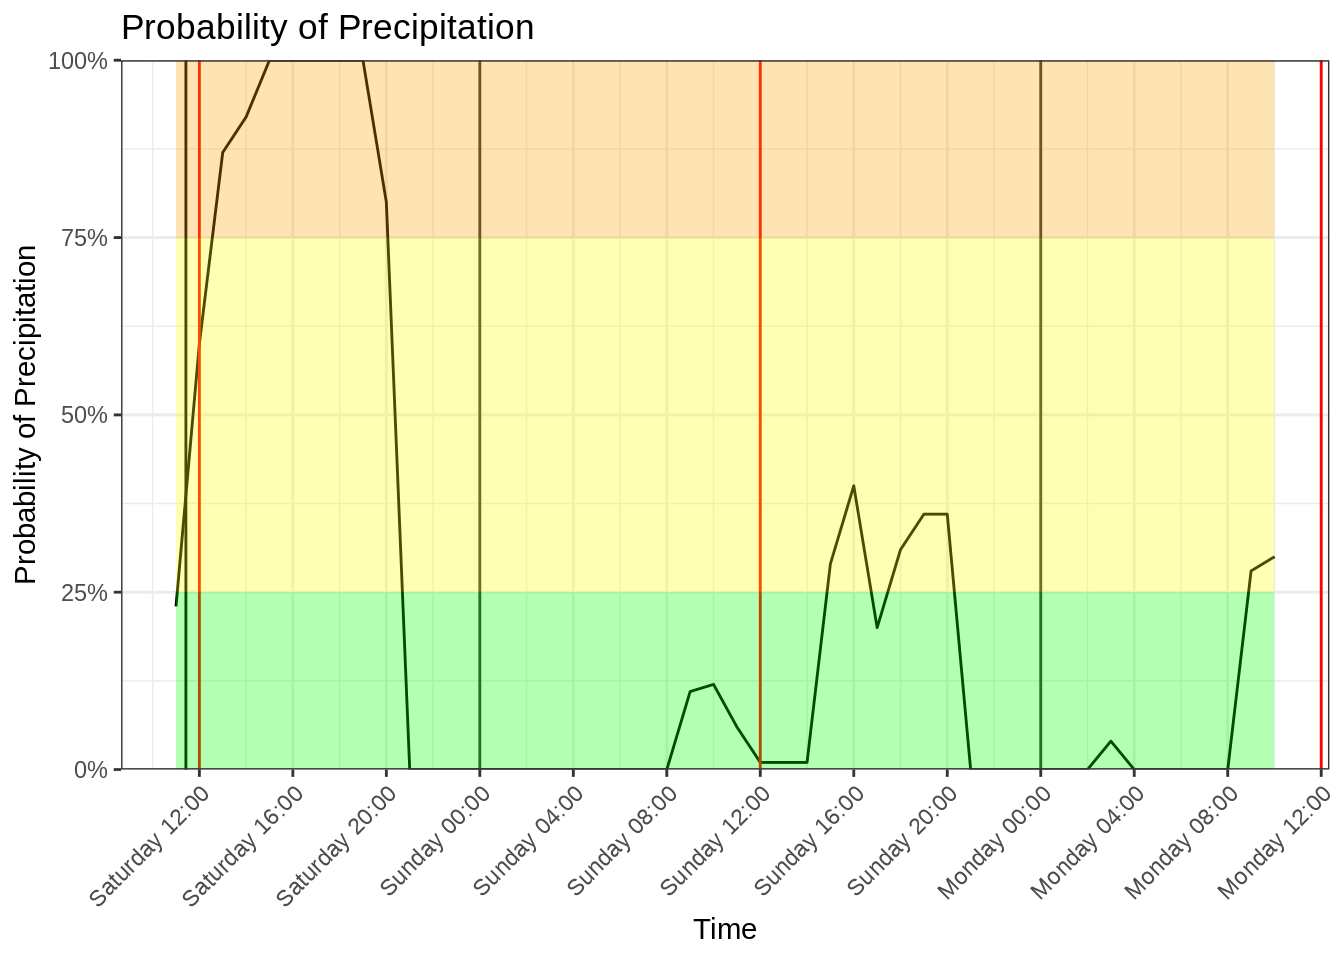 Probability of Precipitation
Probability of Precipitation
100%
75%
50%
25%
0%
Saturday 12:00
Saturday 16:00
Saturday 20:00
Sunday 00:00
Sunday 04:00
Sunday 08:00
Sunday 12:00
Sunday 16:00
Sunday 20:00
Monday 00:00
Monday 04:00
Monday 08:00
Monday 12:00
Time